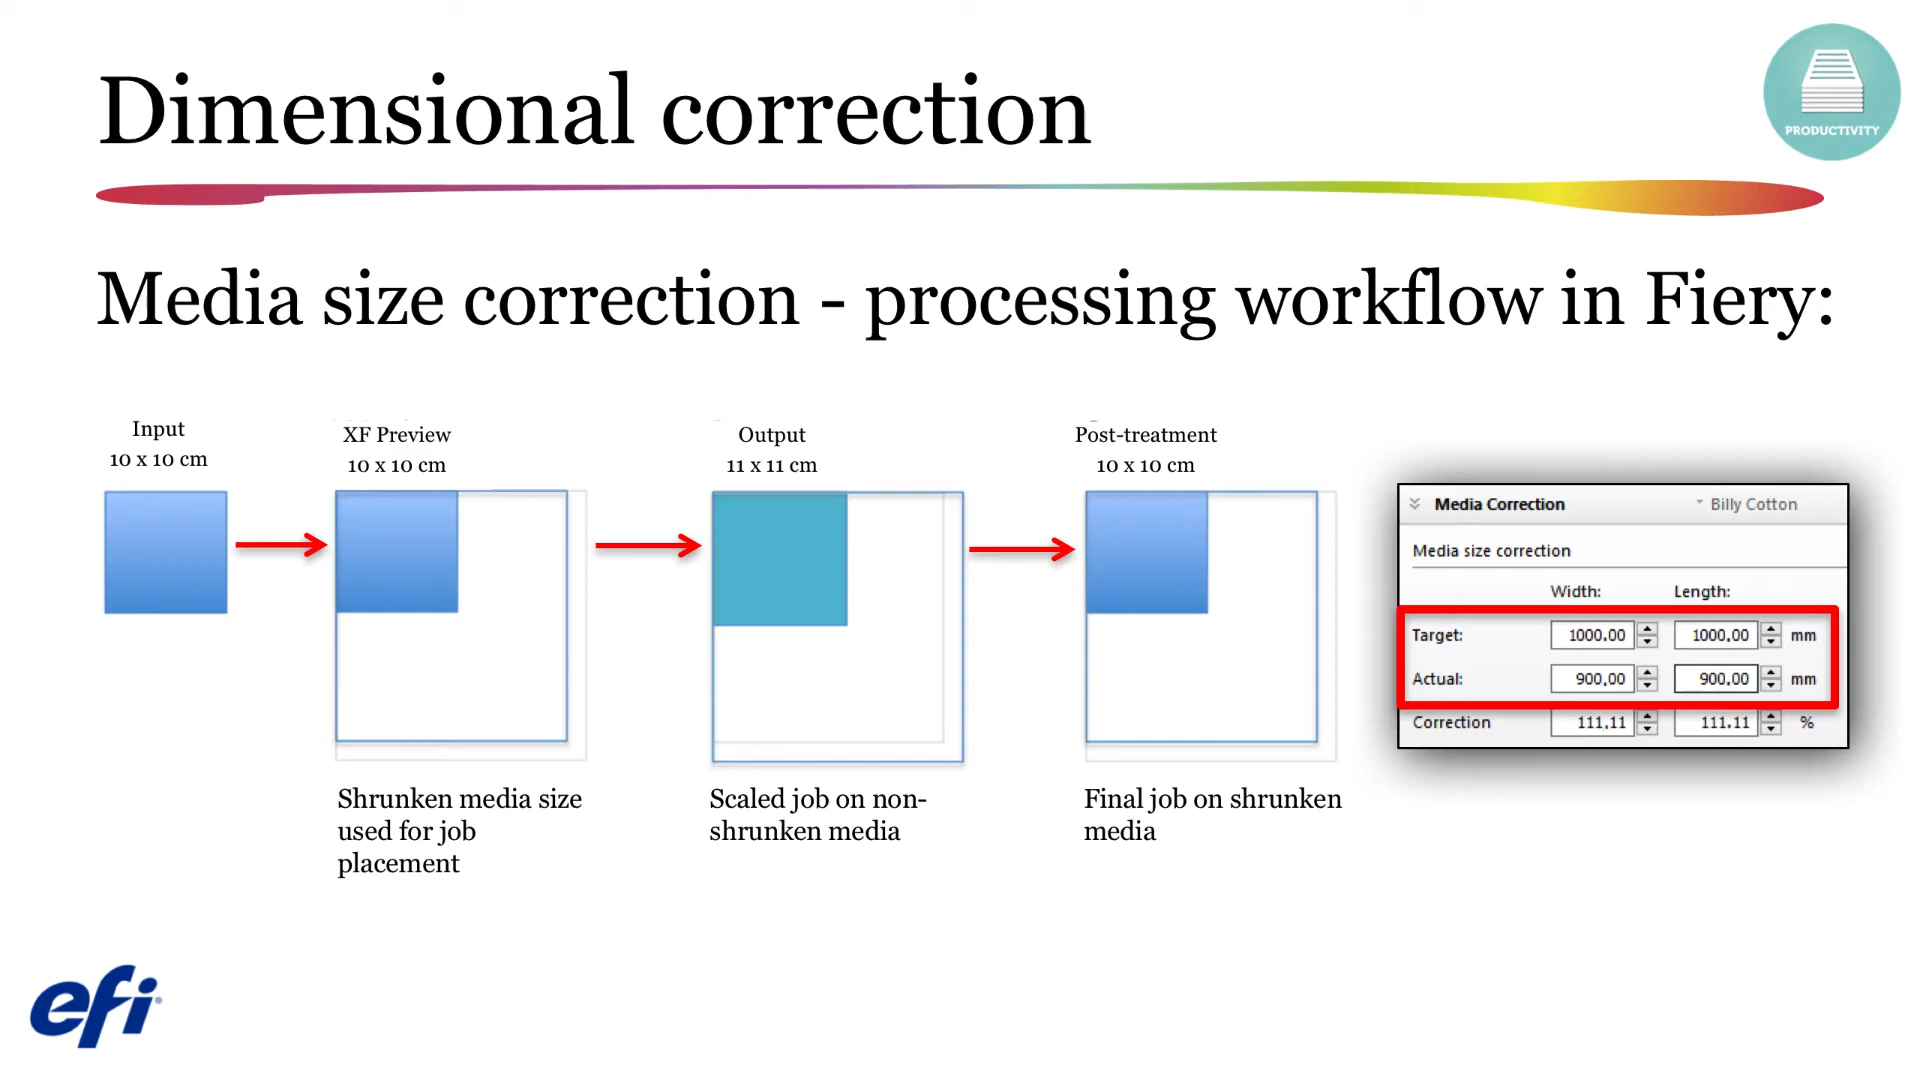 Dimensional correction
PRODUCTIVITY
Media size correction - processing workflow in Fiery:
Input
10 x 10 cm
XF Preview
10 x 10 cm
Output
11 x 11 cm
Post-treatment
10 x 10 cm
Shrunken media size
used for job
placement
Scaled job on non-
shrunken media
Final job on shrunken
media
Media Correction Billy Cotton
Media size correction
Width: Length:
Target: 1000.00 1000.00 mm
Actual: 900.00 900.00 mm
Correction 111.11 111.11 %
efi®